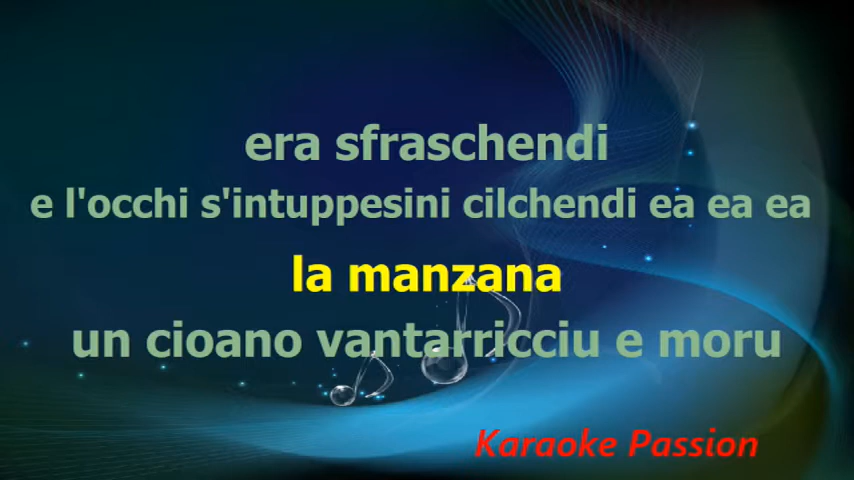 era sfraschendi
e l'occhi s'intuppesini cilchendi ea ea ea
la manzana
un cioano vantarricciu e moru
Karaoke Passion